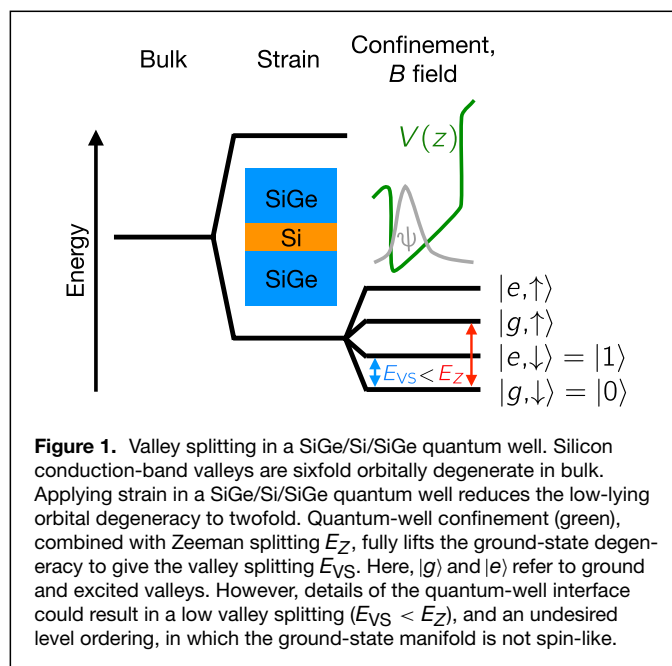 Bulk
Strain
Confinement,
B field
Energy
SiGe
Si
SiGe
V(z)
ψ
|e,↑⟩
|g,↑⟩
|e,↓⟩ = |1⟩
|g,↓⟩ = |0⟩
E_VS < E_Z
Figure 1. Valley splitting in a SiGe/Si/SiGe quantum well. Silicon
conduction-band valleys are sixfold orbitally degenerate in bulk.
Applying strain in a SiGe/Si/SiGe quantum well reduces the low-lying
orbital degeneracy to twofold. Quantum-well confinement (green),
combined with Zeeman splitting E_Z, fully lifts the ground-state degen-
eracy to give the valley splitting E_VS. Here, |g⟩ and |e⟩ refer to ground
and excited valleys. However, details of the quantum-well interface
could result in a low valley splitting (E_VS < E_Z), and an undesired
level ordering, in which the ground-state manifold is not spin-like.